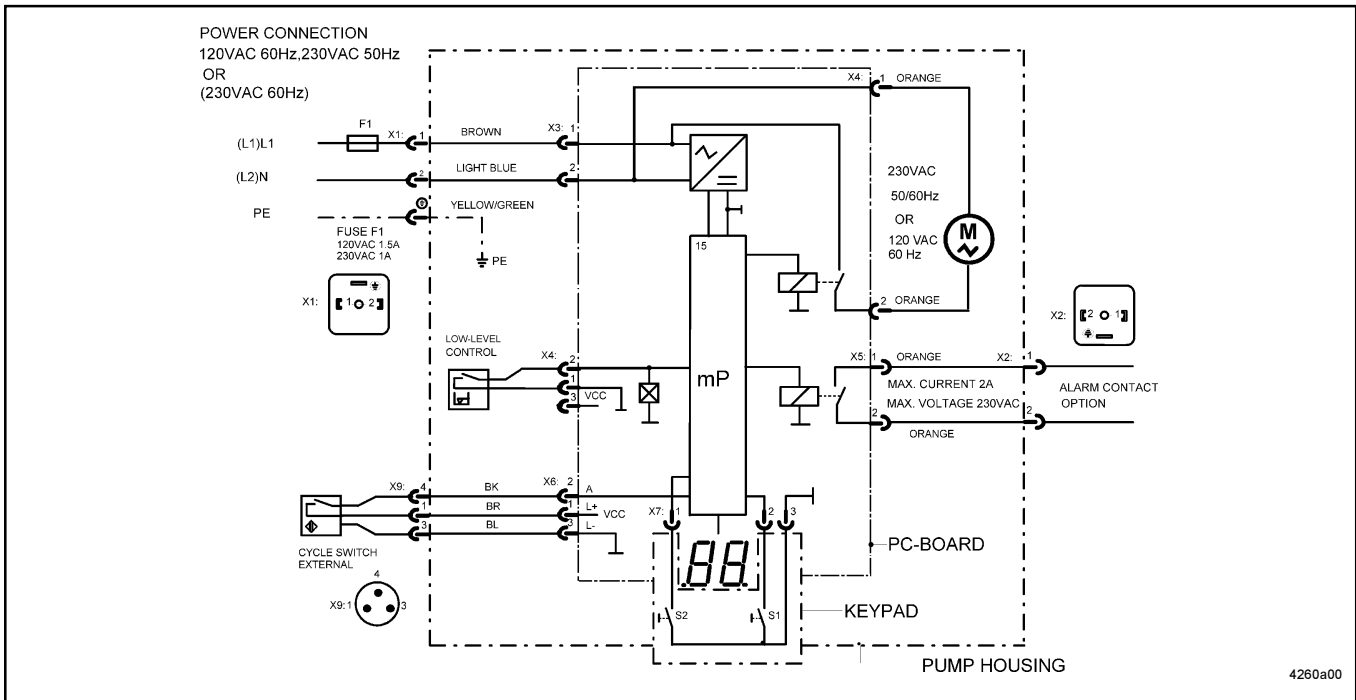 POWER CONNECTION
120VAC 60Hz,230VAC 50Hz
OR
(230VAC 60Hz)
X4: 1 ORANGE
F1
(L1)L1
X1: 1
BROWN
X3: 1
(L2)N
2
LIGHT BLUE
2
PE
YELLOW/GREEN
FUSE F1
120VAC 1.5A
230VAC 1A
PE
X1:
1 2
15
mP
230VAC
50/60Hz
OR
120 VAC
60 Hz
M
2 ORANGE
X2:
2 1
LOW-LEVEL
CONTROL
X4: 2
1
3
VCC
X5: 1 ORANGE
X2: 1
MAX. CURRENT 2A
MAX. VOLTAGE 230VAC
ALARM CONTACT
OPTION
2
ORANGE
2
X9: 4
BK
X6: 2
A
1
BR
1
L+
VCC
3
BL
3
L-
CYCLE SWITCH
EXTERNAL
4
X9: 1
3
X7: 1
2
3
88
S2
S1
PC-BOARD
KEYPAD
PUMP HOUSING
4260a00